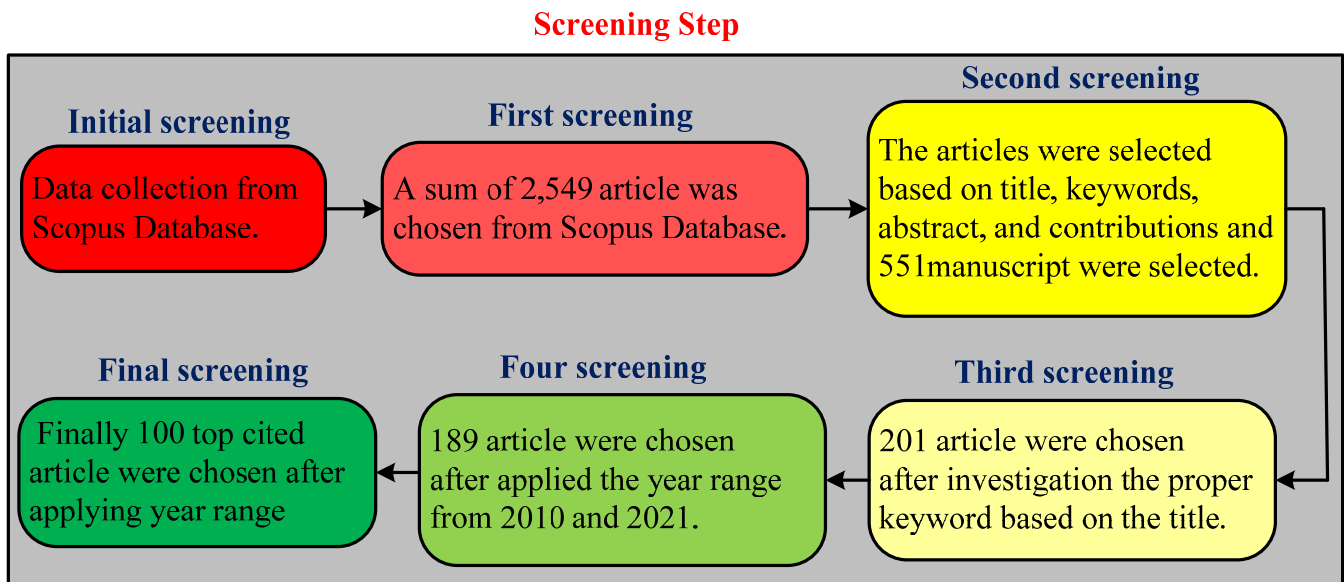 Screening Step
Initial screening
Data collection from
Scopus Database.
First screening
A sum of 2,549 article was
chosen from Scopus Database.
Second screening
The articles were selected
based on title, keywords,
abstract, and contributions and
551manuscript were selected.
Third screening
201 article were chosen
after investigation the proper
keyword based on the title.
Four screening
189 article were chosen
after applied the year range
from 2010 and 2021.
Final screening
Finally 100 top cited
article were chosen after
applying year range